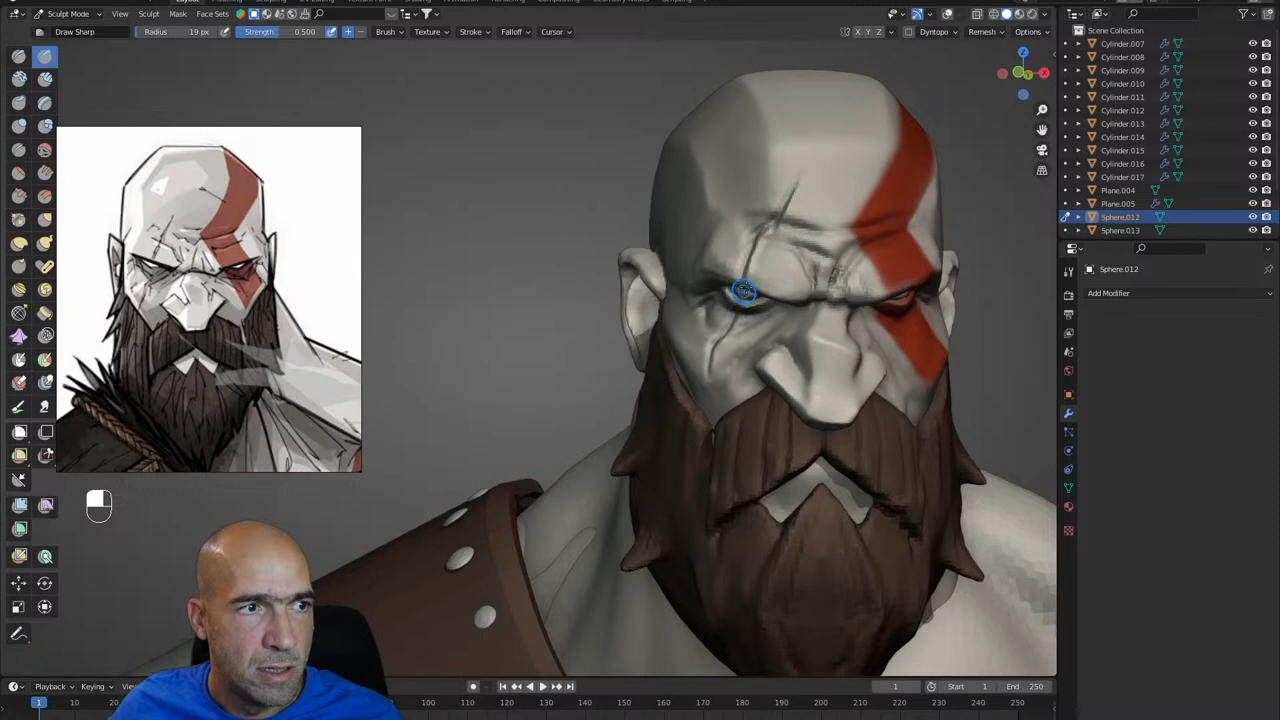 Sculpt Mode View Sculpt Mask Face Sets
Draw Sharp Radius 19 px Strength 0.500 Brush Texture Stroke Falloff Cursor X Y Z Dyntopo Remesh Options
Scene Collection
Cylinder.007
Cylinder.008
Cylinder.009
Cylinder.010
Cylinder.011
Cylinder.012
Cylinder.013
Cylinder.014
Cylinder.015
Cylinder.016
Cylinder.017
Plane.004
Plane.005
Sphere.012
Sphere.013
Sphere.012
Add Modifier
Z
X
Y
Playback Keying 1 Start 1 End 250
1 10 20 100 110 120 130 140 150 160 170 180 190 200 210 220 230 240 250